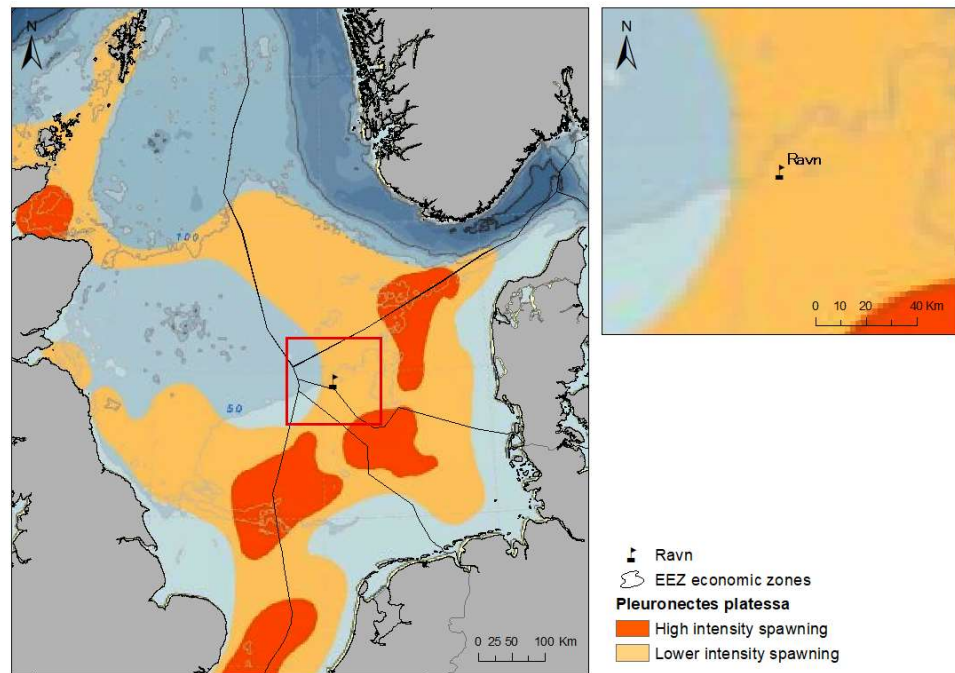 N
100
50
0 25 50 100 Km
N
Ravn
0 10 20 40 Km
Ravn
EEZ economic zones
Pleuronectes platessa
High intensity spawning
Lower intensity spawning